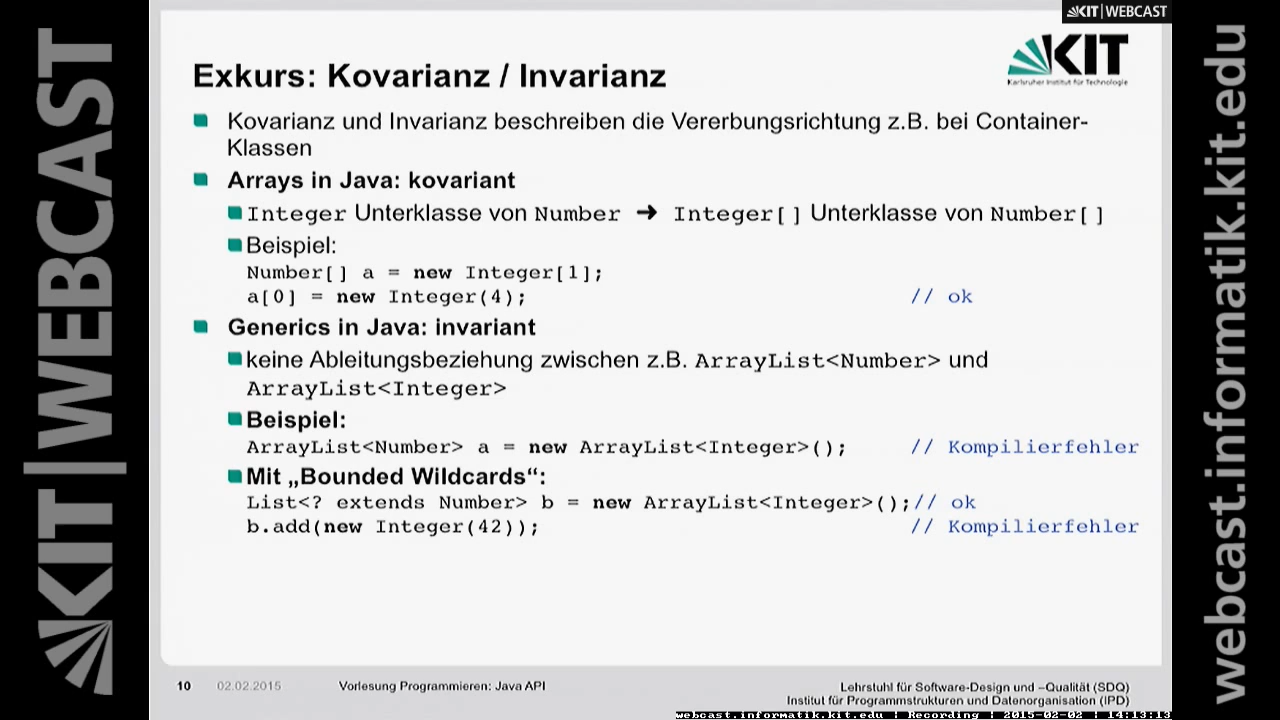 KIT|WEBCAST
KIT|WEBCAST
webcast.informatik.kit.edu
KIT
Karlsruher Institut für Technologie
Exkurs: Kovarianz / Invarianz
Kovarianz und Invarianz beschreiben die Vererbungsrichtung z.B. bei Container-
Klassen
Arrays in Java: kovariant
Integer Unterklasse von Number ➜ Integer[] Unterklasse von Number[]
Beispiel:
Number[] a = new Integer[1];
a[0] = new Integer(4); // ok
Generics in Java: invariant
keine Ableitungsbeziehung zwischen z.B. ArrayList<Number> und
ArrayList<Integer>
Beispiel:
ArrayList<Number> a = new ArrayList<Integer>(); // Kompilierfehler
Mit „Bounded Wildcards“:
List<? extends Number> b = new ArrayList<Integer>();// ok
b.add(new Integer(42)); // Kompilierfehler
10 02.02.2015 Vorlesung Programmieren: Java API
Lehrstuhl für Software-Design und –Qualität (SDQ)
Institut für Programmstrukturen und Datenorganisation (IPD)
webcast.informatik.kit.edu | Recording | 2015-02-02 | 14:13:13